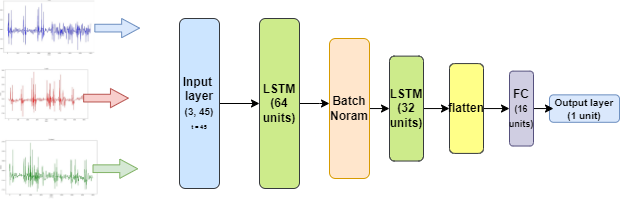 Input
layer
(3, 45)
t = 45
LSTM
(64
units)
Batch
Noram
LSTM
(32
units)
flatten
FC
(16
units)
Output layer
(1 unit)